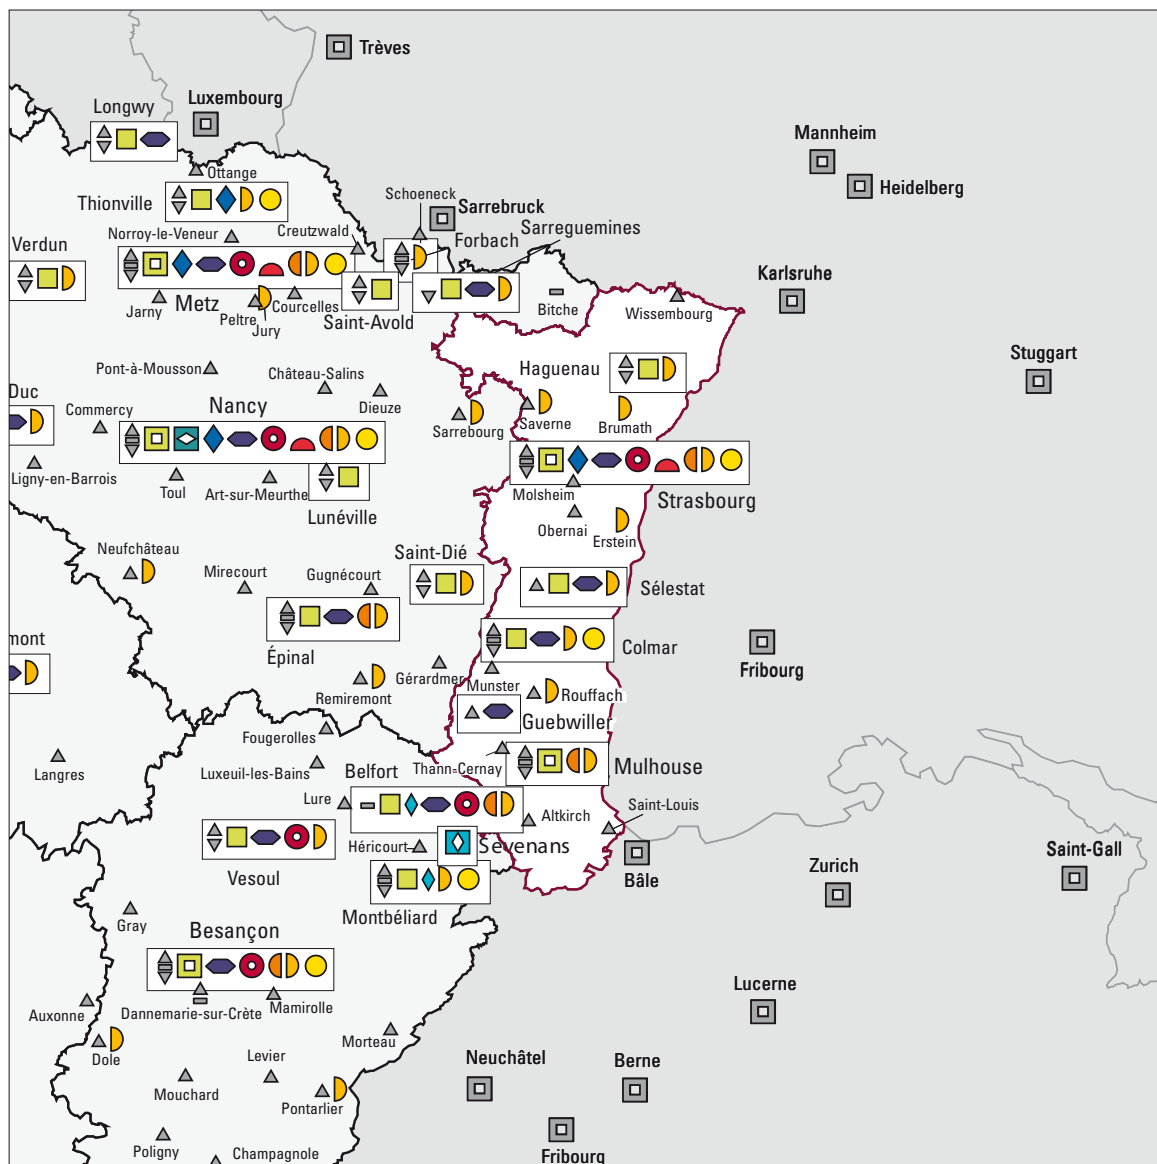 Trèves
Longwy
Luxembourg
Mannheim
Ottange
Heidelberg
Schoeneck
Thionville
Sarrebruck
Sarreguemines
Norroy-le-Veneur
Creutzwald
Forbach
Verdun
Karlsruhe
Jarny
Metz
Peltre
Courcelles
Jury
Saint-Avold
Bitche
Wissembourg
Stuggart
Pont-à-Mousson
Château-Salins
Haguenau
Duc
Commercy
Nancy
Dieuze
Sarrebourg
Saverne
Brumath
Ligny-en-Barrois
Toul
Art-sur-Meurthe
Molsheim
Strasbourg
Lunéville
Obernai
Erstein
Neufchâteau
Saint-Dié
Mirecourt
Gugnécourt
Sélestat
mont
Épinal
Colmar
Fribourg
Gérardmer
Munster
Remiremont
Rouffach
Guebwiller
Fougerolles
Langres
Luxeuil-les-Bains
Belfort
Thann-Cernay
Mulhouse
Lure
Altkirch
Saint-Louis
Héricourt
Sévenans
Vesoul
Bâle
Zurich
Saint-Gall
Montbéliard
Gray
Besançon
Lucerne
Auxonne
Dannemarie-sur-Crète
Mamirolle
Morteau
Dole
Levier
Neuchâtel
Berne
Mouchard
Pontarlier
Poligny
Champagnole
Fribourg